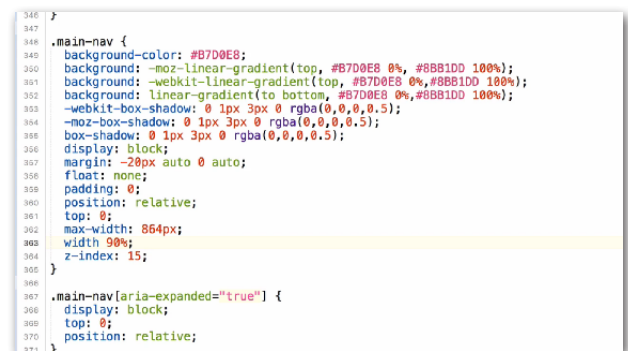 346 }
347
348 .main-nav {
349 background-color: #B7D0E8;
350 background: -moz-linear-gradient(top, #B7D0E8 0%, #8BB1DD 100%);
351 background: -webkit-linear-gradient(top, #B7D0E8 0%,#8BB1DD 100%);
352 background: linear-gradient(to bottom, #B7D0E8 0%,#8BB1DD 100%);
353 -webkit-box-shadow: 0 1px 3px 0 rgba(0,0,0,0.5);
354 -moz-box-shadow: 0 1px 3px 0 rgba(0,0,0,0.5);
355 box-shadow: 0 1px 3px 0 rgba(0,0,0,0.5);
356 display: block;
357 margin: -20px auto 0 auto;
358 float: none;
359 padding: 0;
360 position: relative;
361 top: 0;
362 max-width: 864px;
363 width 90%;
364 z-index: 15;
365 }
366
367 .main-nav[aria-expanded="true"] {
368 display: block;
369 top: 0;
370 position: relative;
371 }